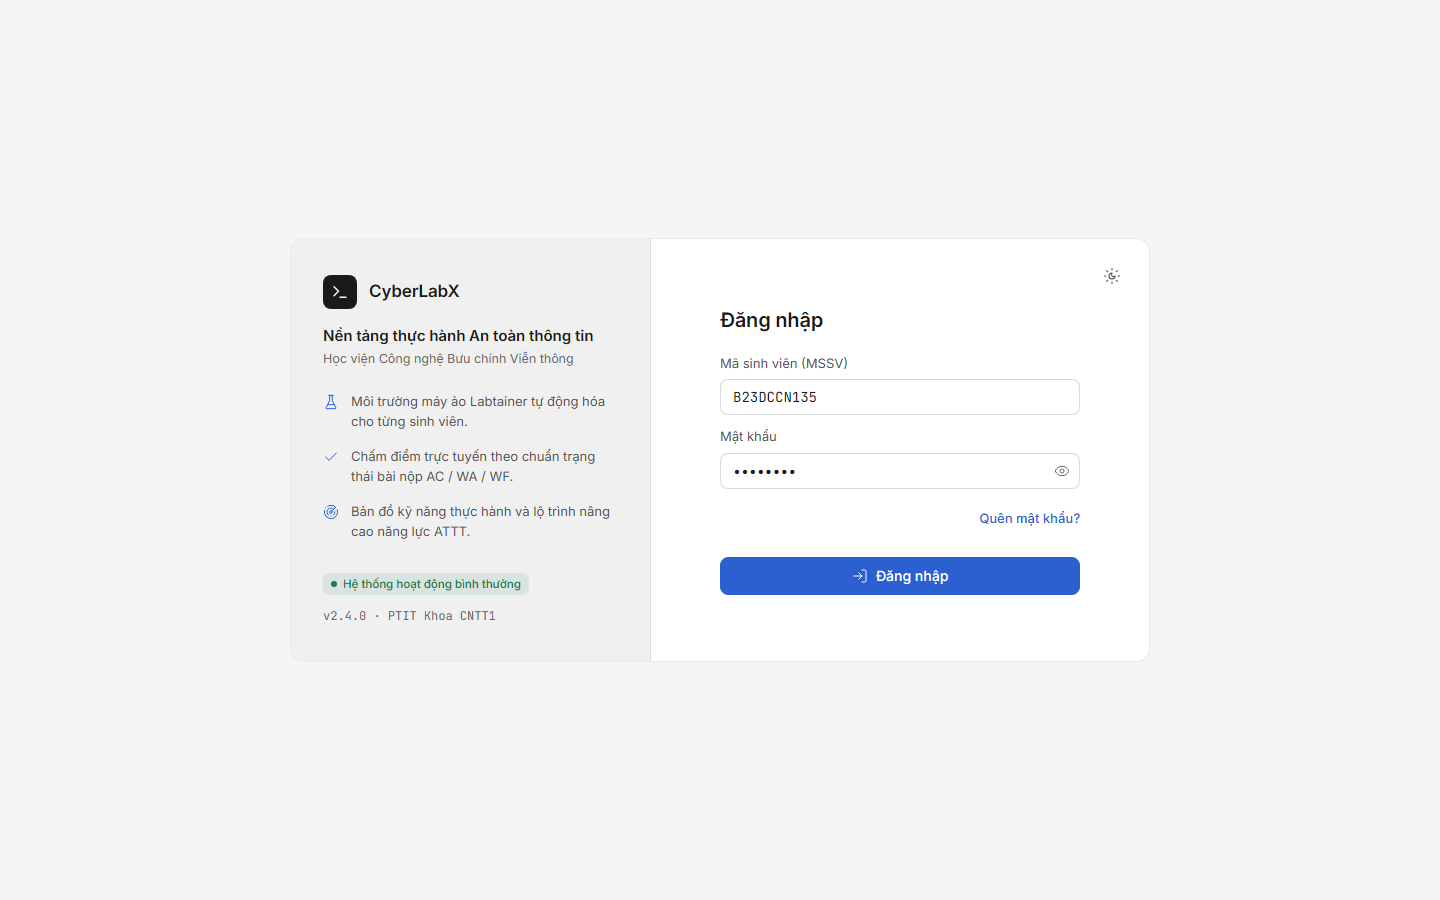 CyberLabX
Nền tảng thực hành An toàn thông tin
Học viện Công nghệ Bưu chính Viễn thông
Môi trường máy ảo Labtainer tự động hóa
cho từng sinh viên.
Chấm điểm trực tuyến theo chuẩn trạng
thái bài nộp AC / WA / WF.
Bản đồ kỹ năng thực hành và lộ trình nâng
cao năng lực ATTT.
Hệ thống hoạt động bình thường
v2.4.0 · PTIT Khoa CNTT1
Đăng nhập
Mã sinh viên (MSSV)
B23DCCN135
Mật khẩu
••••••••
Quên mật khẩu?
Đăng nhập